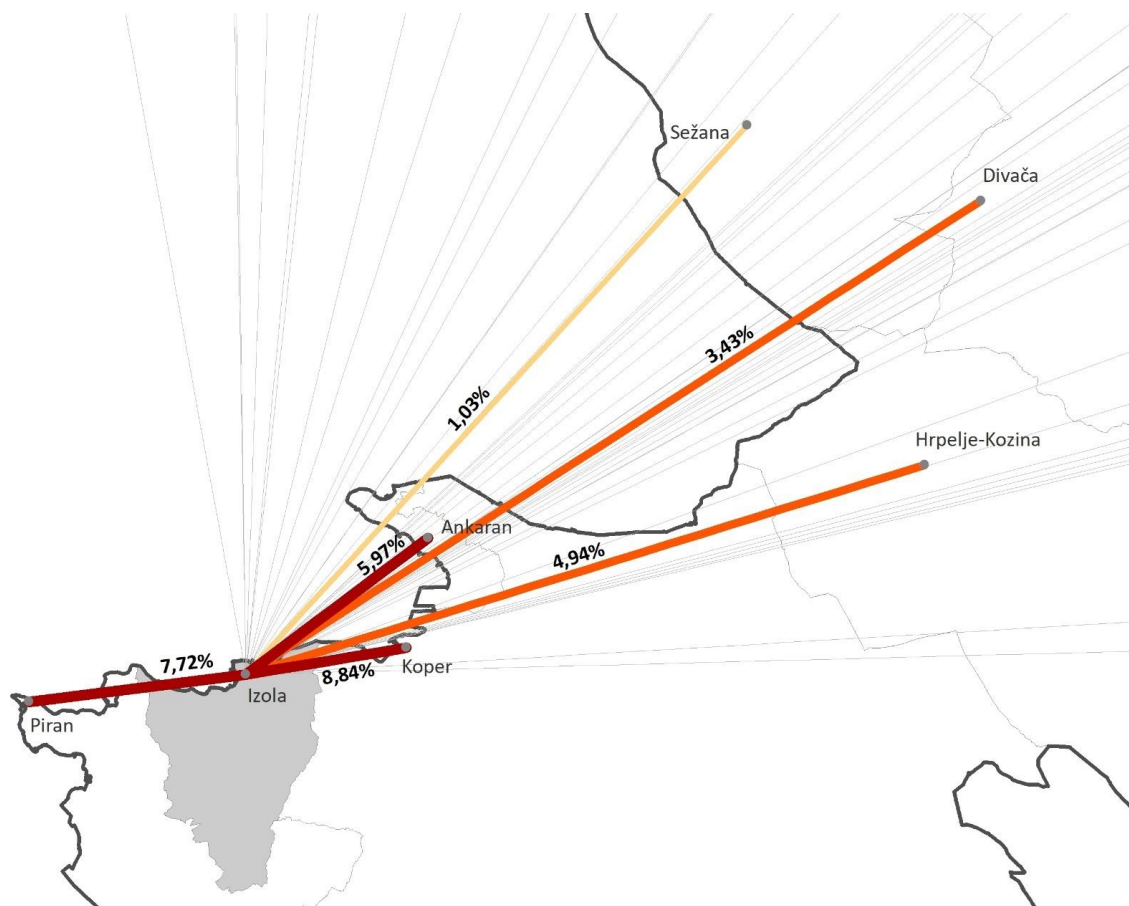 Sežana
Divača
3,43%
1,03%
Hrpelje-Kozina
Ankaran
5,97%
4,94%
7,72%
Koper
8,84%
Izola
Piran